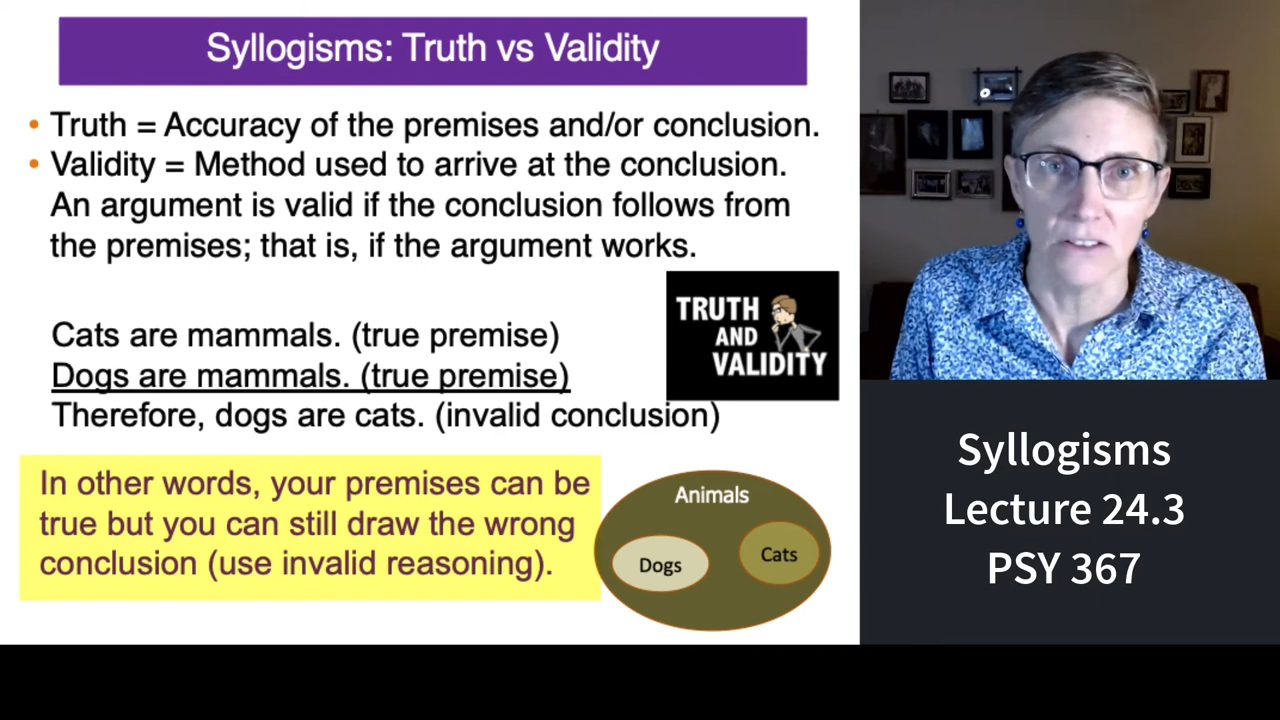 Syllogisms: Truth vs Validity
• Truth = Accuracy of the premises and/or conclusion.
• Validity = Method used to arrive at the conclusion.
An argument is valid if the conclusion follows from
the premises; that is, if the argument works.
TRUTH
AND
VALIDITY
Cats are mammals. (true premise)
Dogs are mammals. (true premise)
Therefore, dogs are cats. (invalid conclusion)
In other words, your premises can be
true but you can still draw the wrong
conclusion (use invalid reasoning).
Animals
Dogs
Cats
Syllogisms
Lecture 24.3
PSY 367